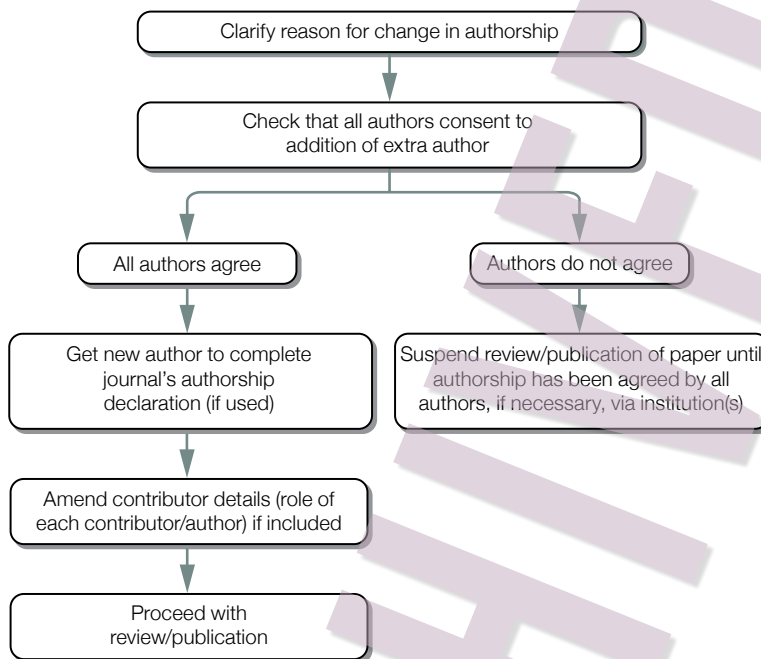 Clarify reason for change in authorship
Check that all authors consent to
addition of extra author
All authors agree
Authors do not agree
Get new author to complete
journal's authorship
declaration (if used)
Suspend review/publication of paper until
authorship has been agreed by all
authors, if necessary, via institution(s)
Amend contributor details (role of
each contributor/author) if included
Proceed with
review/publication